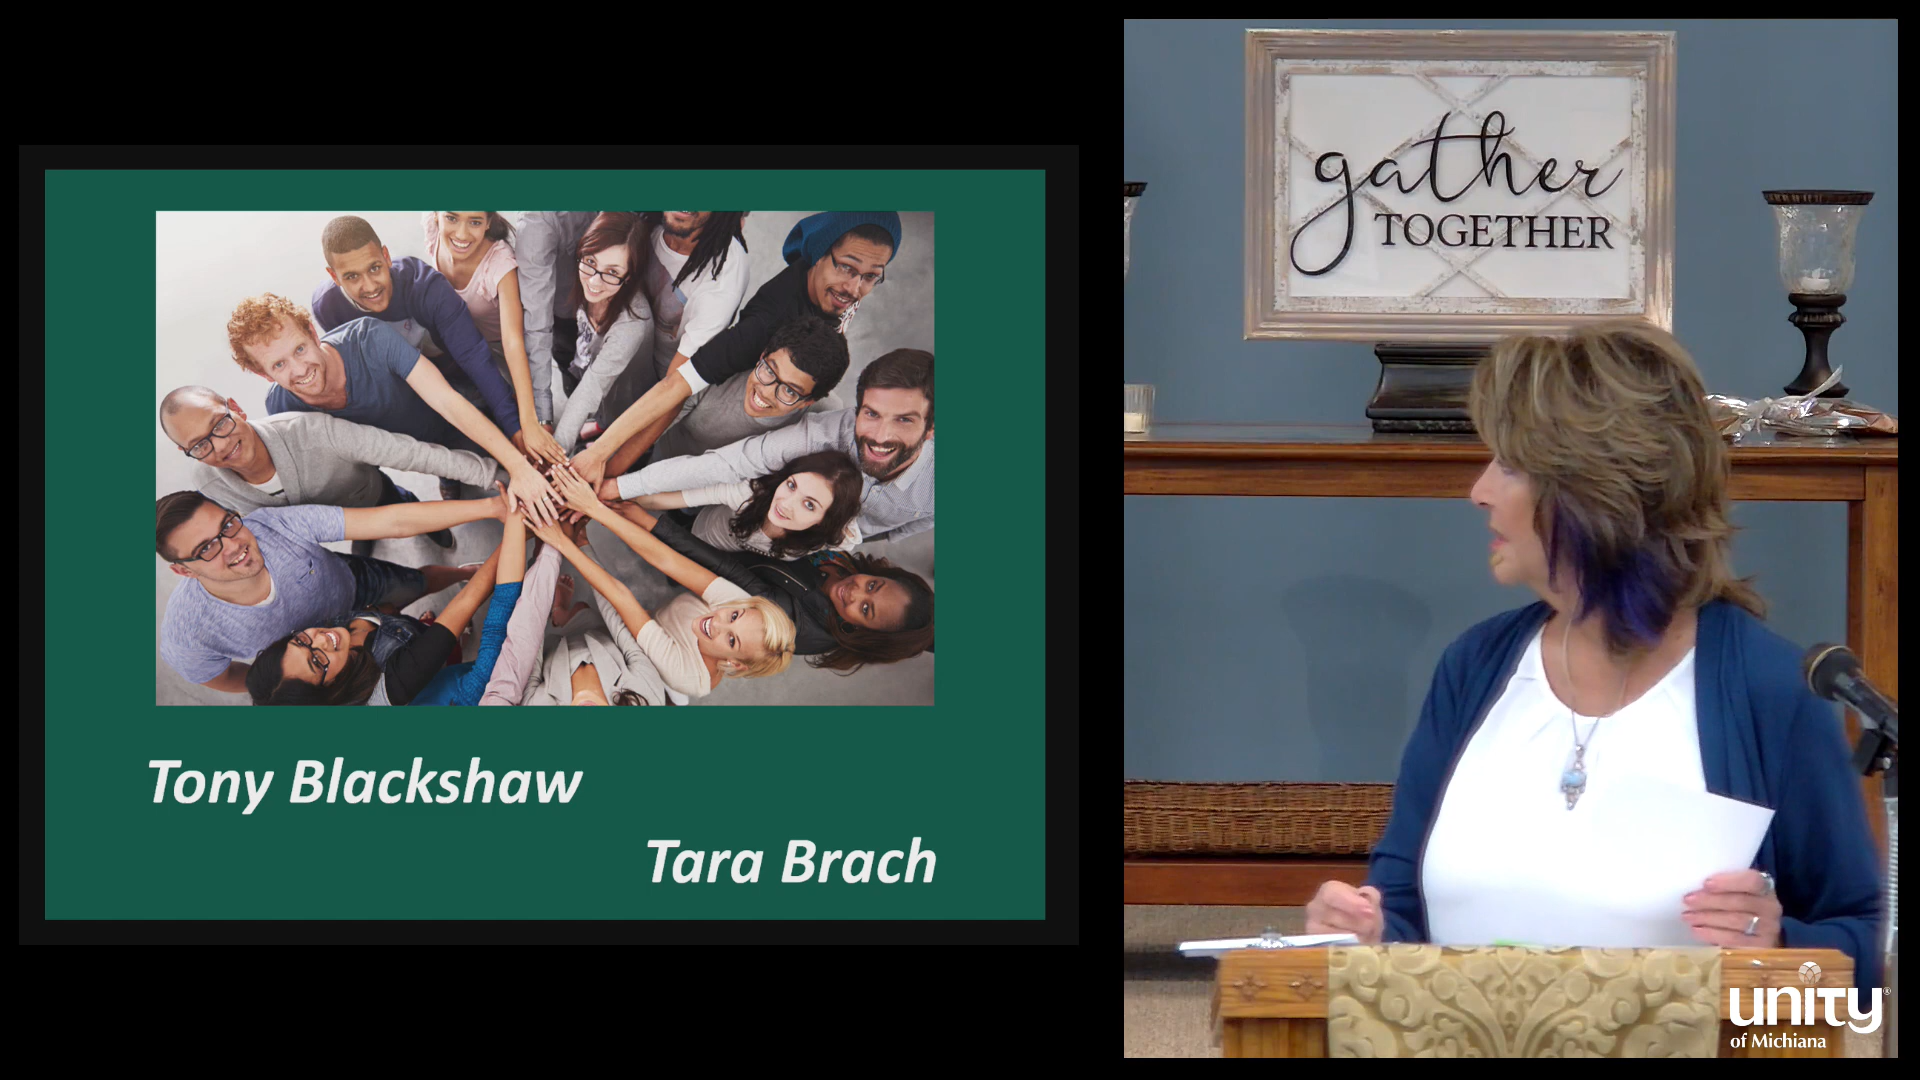 Tony Blackshaw
Tara Brach
gather
TOGETHER
unity®
of Michiana